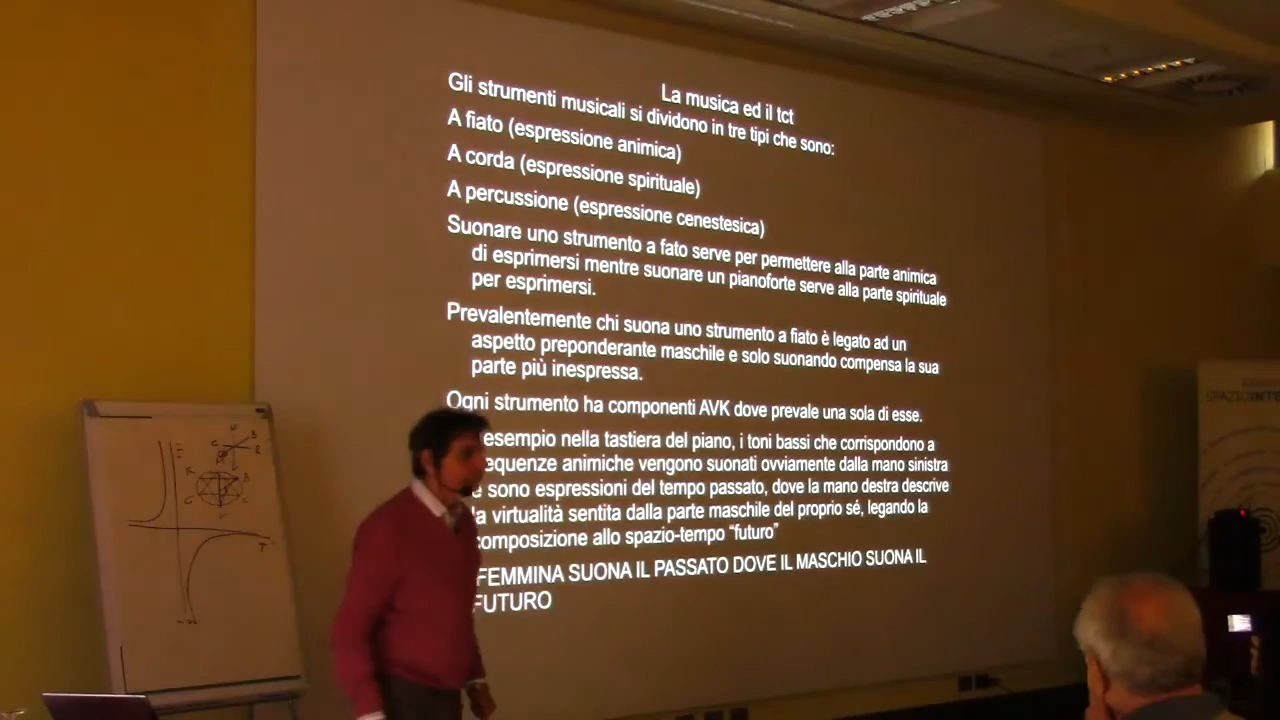 La musica ed il tct
Gli strumenti musicali si dividono in tre tipi che sono:
A fiato (espressione animica)
A corda (espressione spirituale)
A percussione (espressione cenestesica)
Suonare uno strumento a fato serve per permettere alla parte animica
di esprimersi mentre suonare un pianoforte serve alla parte spirituale
per esprimersi.
Prevalentemente chi suona uno strumento a fiato è legato ad un
aspetto preponderante maschile e solo suonando compensa la sua
parte più inespressa.
Ogni strumento ha componenti AVK dove prevale una sola di esse.
esempio nella tastiera del piano, i toni bassi che corrispondono a
equenze animiche vengono suonati ovviamente dalla mano sinistra
e sono espressioni del tempo passato, dove la mano destra descrive
la virtualità sentita dalla parte maschile del proprio sé, legando la
composizione allo spazio-tempo “futuro”
FEMMINA SUONA IL PASSATO DOVE IL MASCHIO SUONA IL
FUTURO